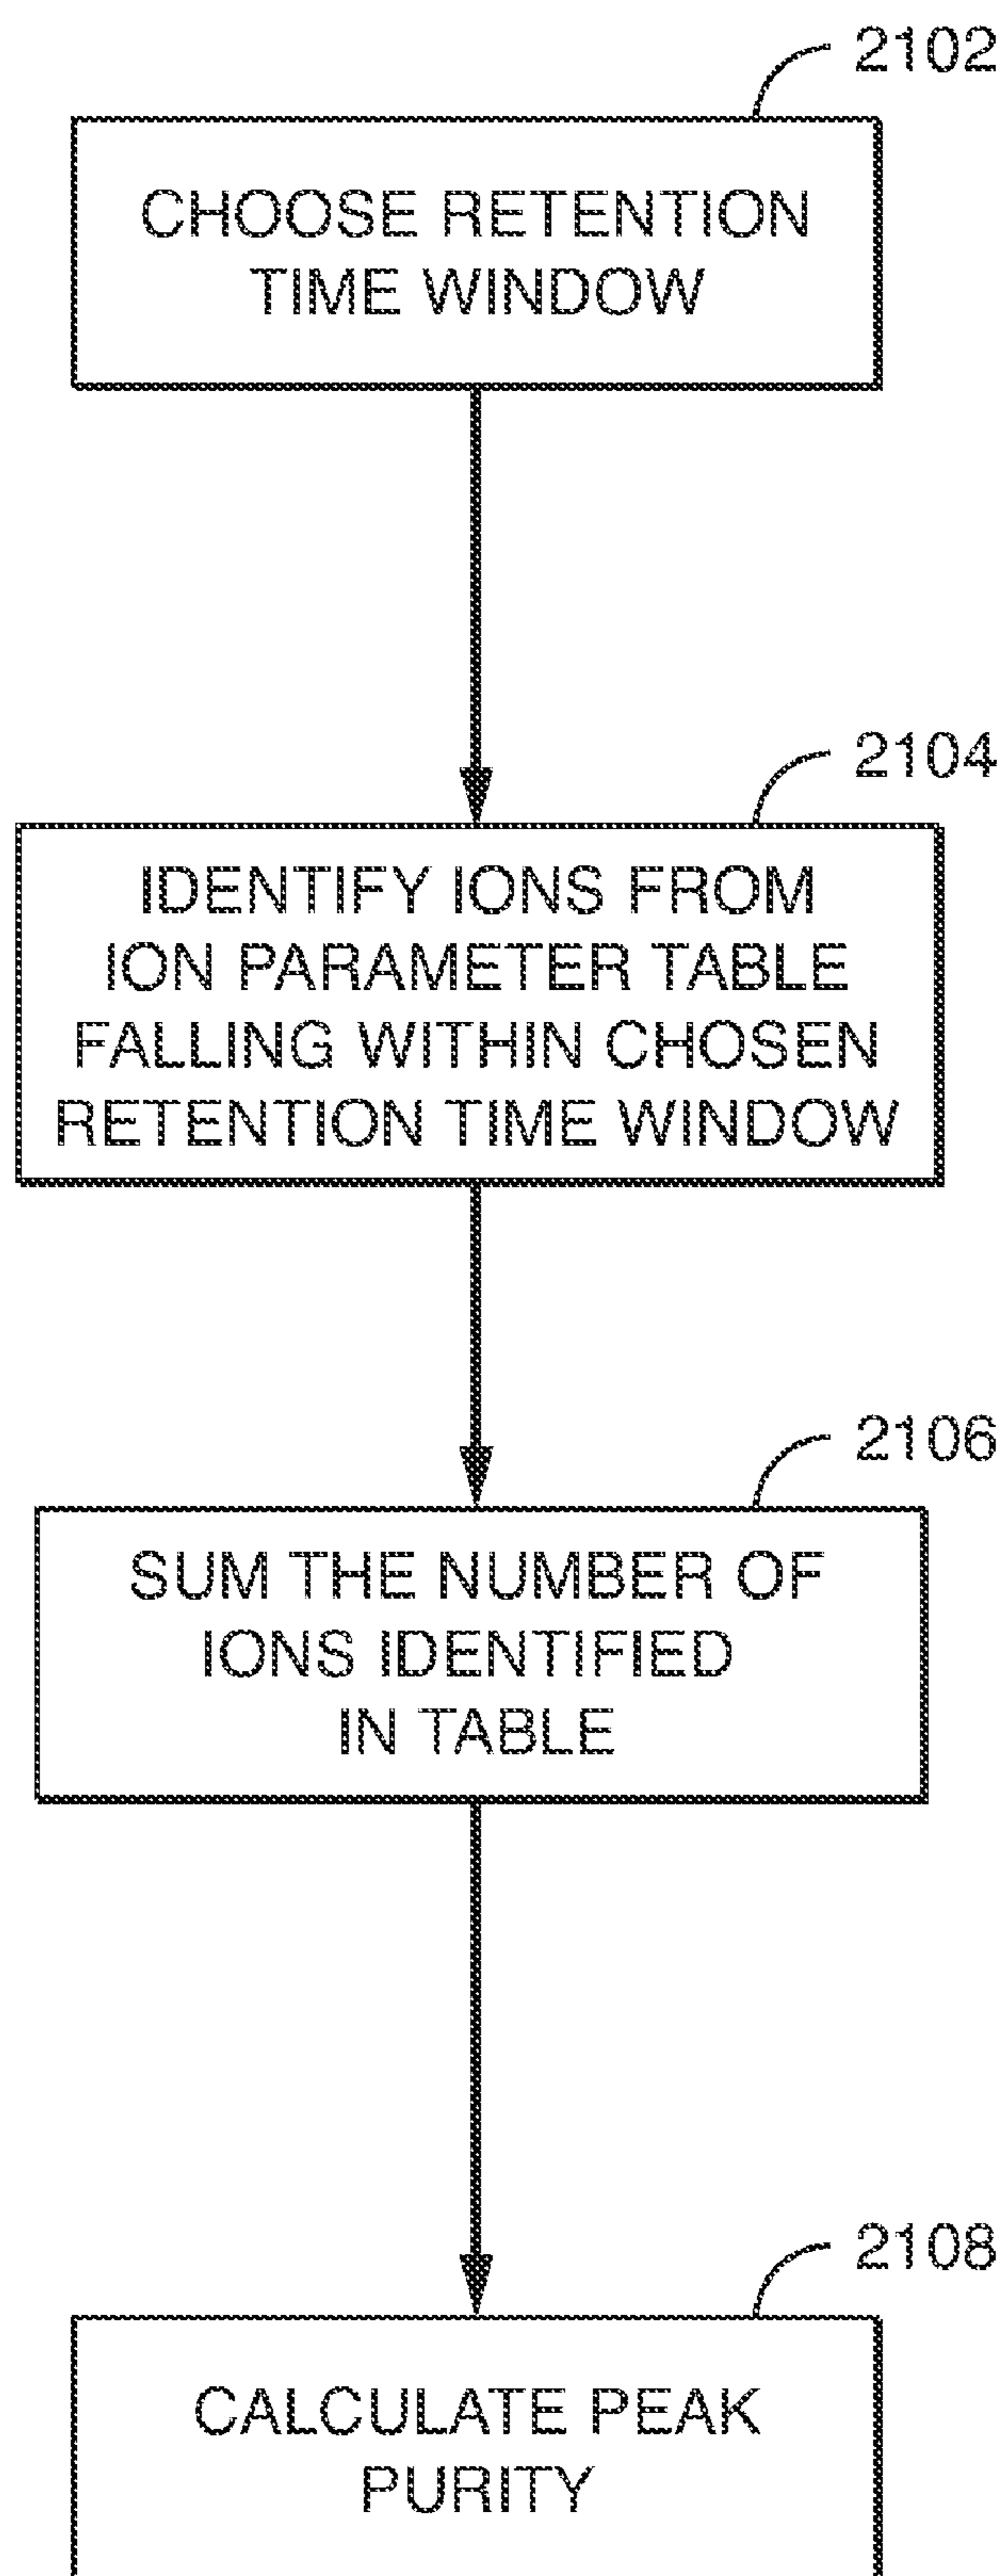 2102
CHOOSE RETENTION
TIME WINDOW
2104
IDENTIFY IONS FROM
ION PARAMETER TABLE
FALLING WITHIN CHOSEN
RETENTION TIME WINDOW
2106
SUM THE NUMBER OF
IONS IDENTIFIED
IN TABLE
2108
CALCULATE PEAK
PURITY